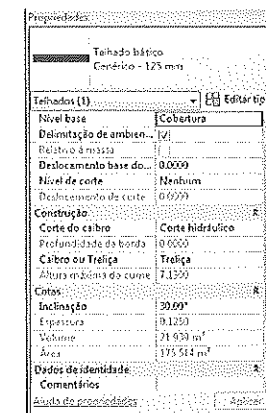 Propriedades
Telhado básico
Genérico - 125 mm
Telhados (1)
Editar tip
Nível base Cobertura
Delimitação de ambien...
Relativo à massa
Deslocamento base do... 0.0000
Nível de corte Nenhum
Deslocamento de corte 0.0000
Construção
Corte do caibro Corte hidráulico
Profundidade da borda 0.0000
Caibro ou Treliça Treliça
Altura máxima da cume 7.1300
Cotas
Inclinação 30.00°
Espessura 0.1250
Volume 21.939 m³
Área 175.514 m²
Dados de identidade
Comentários
Ajuda de propriedades
Aplicar